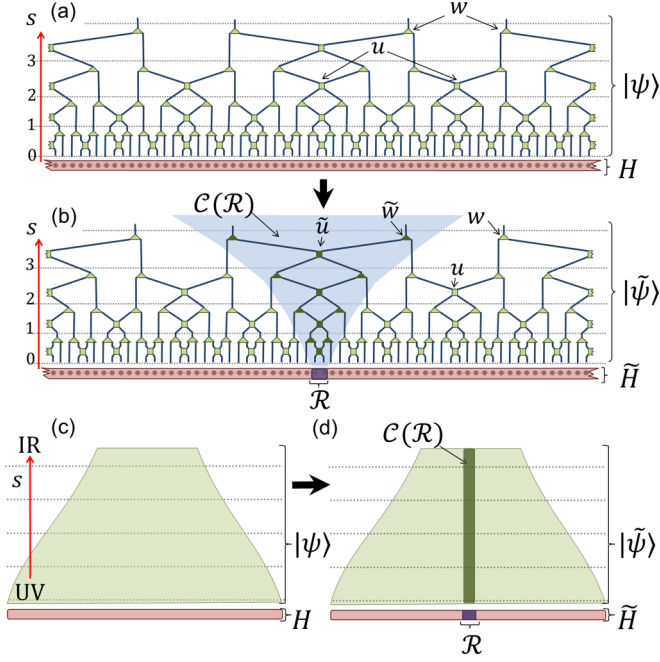 (a)
s
w
u
3
2
1
0
|ψ⟩
H
(b)
s
𝒞(ℛ)
ũ
w̃
w
u
3
2
1
0
|ψ̃⟩
H̃
ℛ
(c)
IR
s
UV
|ψ⟩
H
(d)
𝒞(ℛ)
|ψ̃⟩
H̃
ℛ